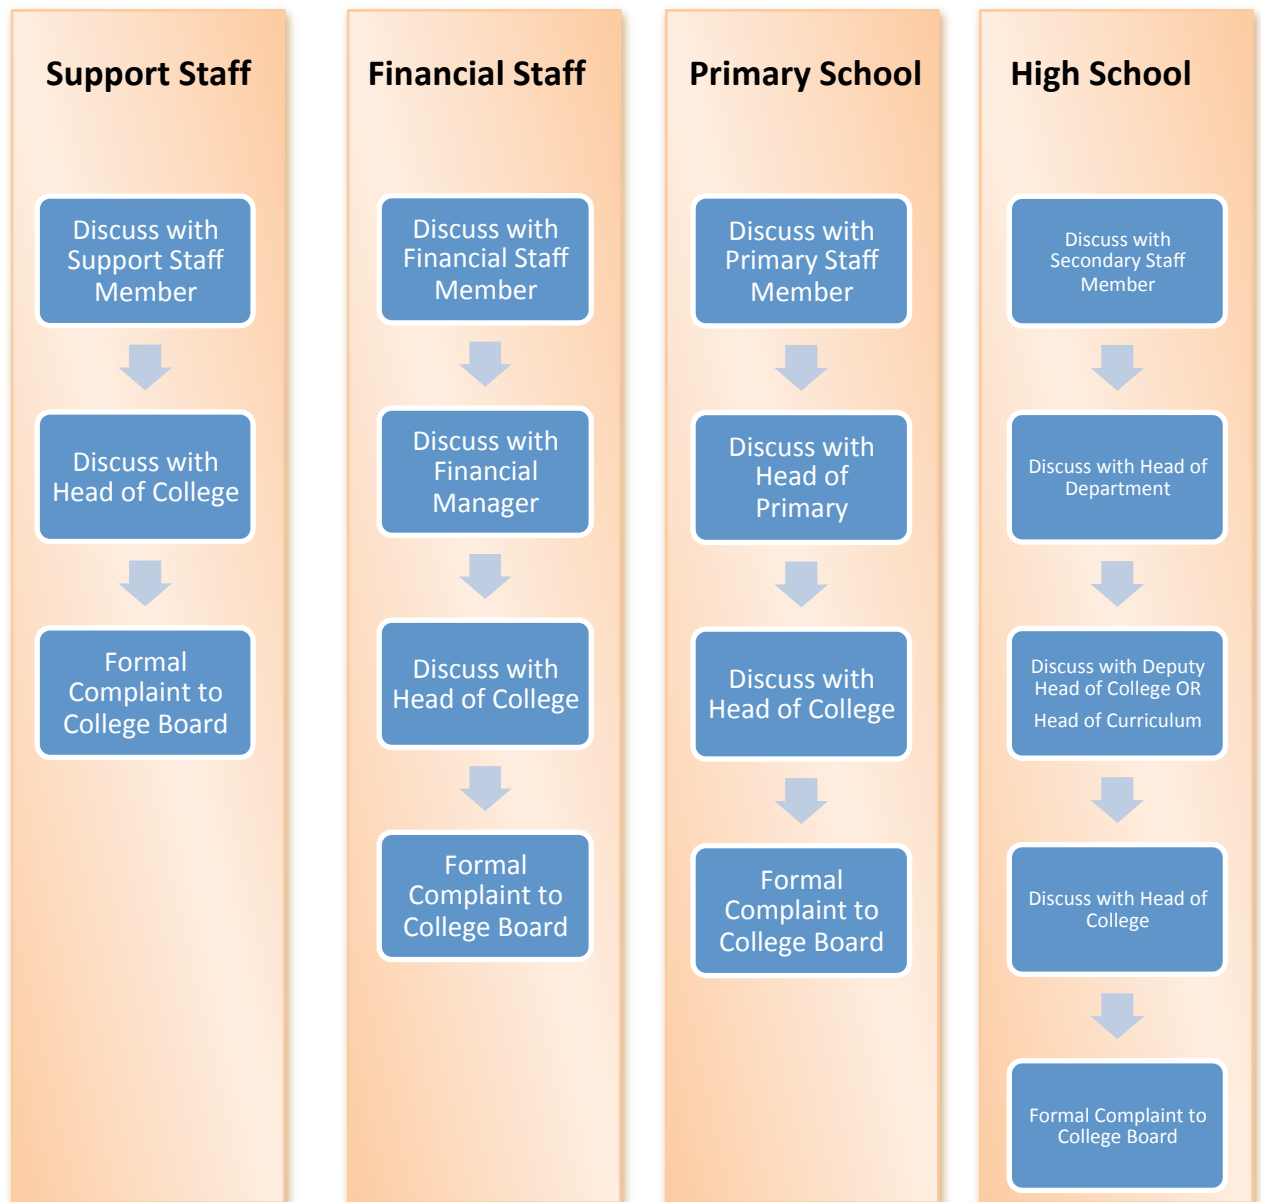 Support Staff
Discuss with
Support Staff
Member
Discuss with
Head of College
Formal
Complaint to
College Board
Financial Staff
Discuss with
Financial Staff
Member
Discuss with
Financial
Manager
Discuss with
Head of College
Formal
Complaint to
College Board
Primary School
Discuss with
Primary Staff
Member
Discuss with
Head of
Primary
Discuss with
Head of College
Formal
Complaint to
College Board
High School
Discuss with
Secondary Staff
Member
Discuss with Head of
Department
Discuss with Deputy
Head of College OR
Head of Curriculum
Discuss with Head of
College
Formal Complaint to
College Board